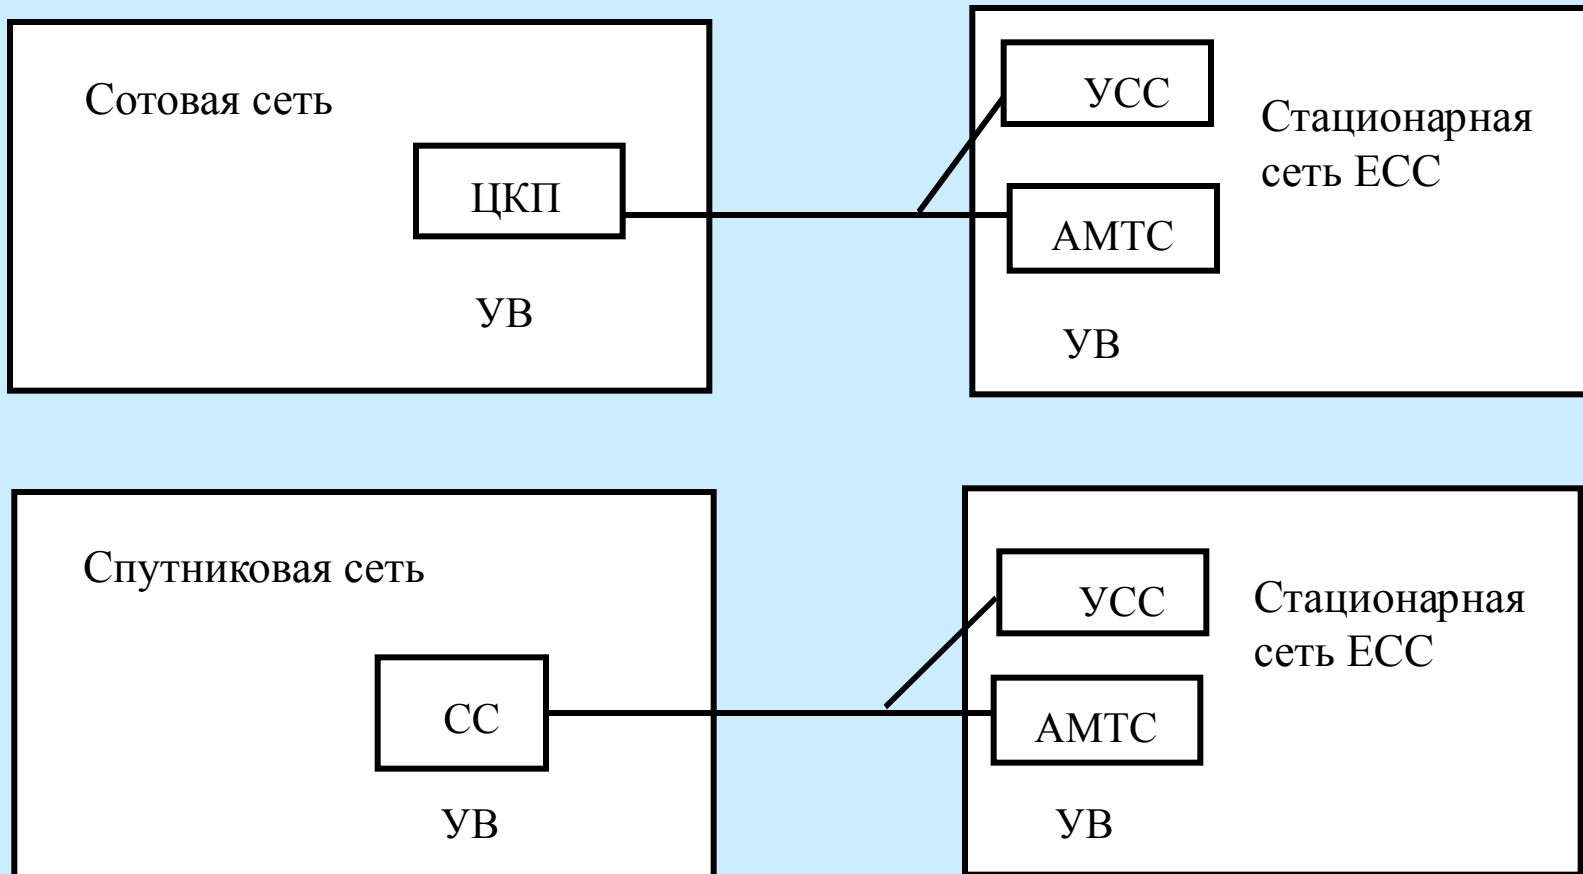 Сотовая сеть
ЦКП
УВ
УСС
Стационарная
сеть ЕСС
АМТС
УВ
Спутниковая сеть
СС
УВ
УСС
Стационарная
сеть ЕСС
АМТС
УВ